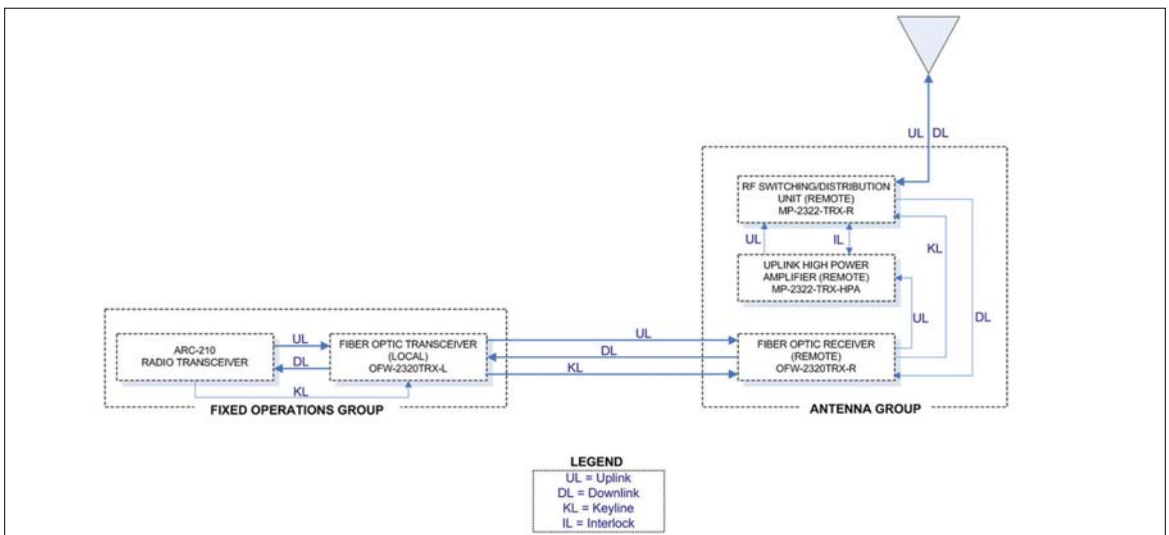 UL DL
RF SWITCHING/DISTRIBUTION
UNIT (REMOTE)
MP-2322-TRX-R
UL
IL
KL
UPLINK HIGH POWER
AMPLIFIER (REMOTE)
MP-2322-TRX-HPA
UL
DL
ARC-210
RADIO TRANSCEIVER
UL
DL
KL
FIBER OPTIC TRANSCEIVER
(LOCAL)
OFW-2320TRX-L
UL
DL
KL
FIBER OPTIC RECEIVER
(REMOTE)
OFW-2320TRX-R
FIXED OPERATIONS GROUP
ANTENNA GROUP
LEGEND
UL = Uplink
DL = Downlink
KL = Keyline
IL = Interlock